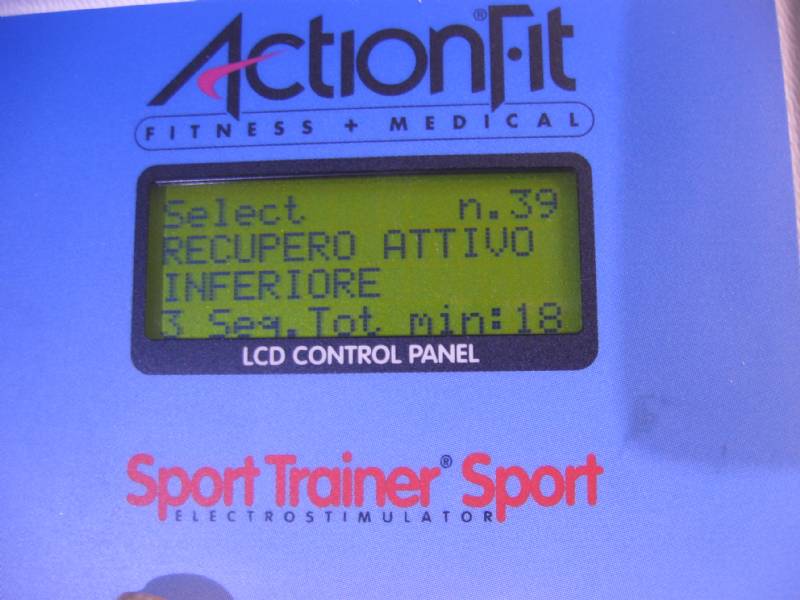 ActionFit®
FITNESS + MEDICAL
Select n.39
RECUPERO ATTIVO
INFERIORE
3 Seq.Tot min:18
LCD CONTROL PANEL
Sport Trainer® Sport
ELECTROSTIMULATOR